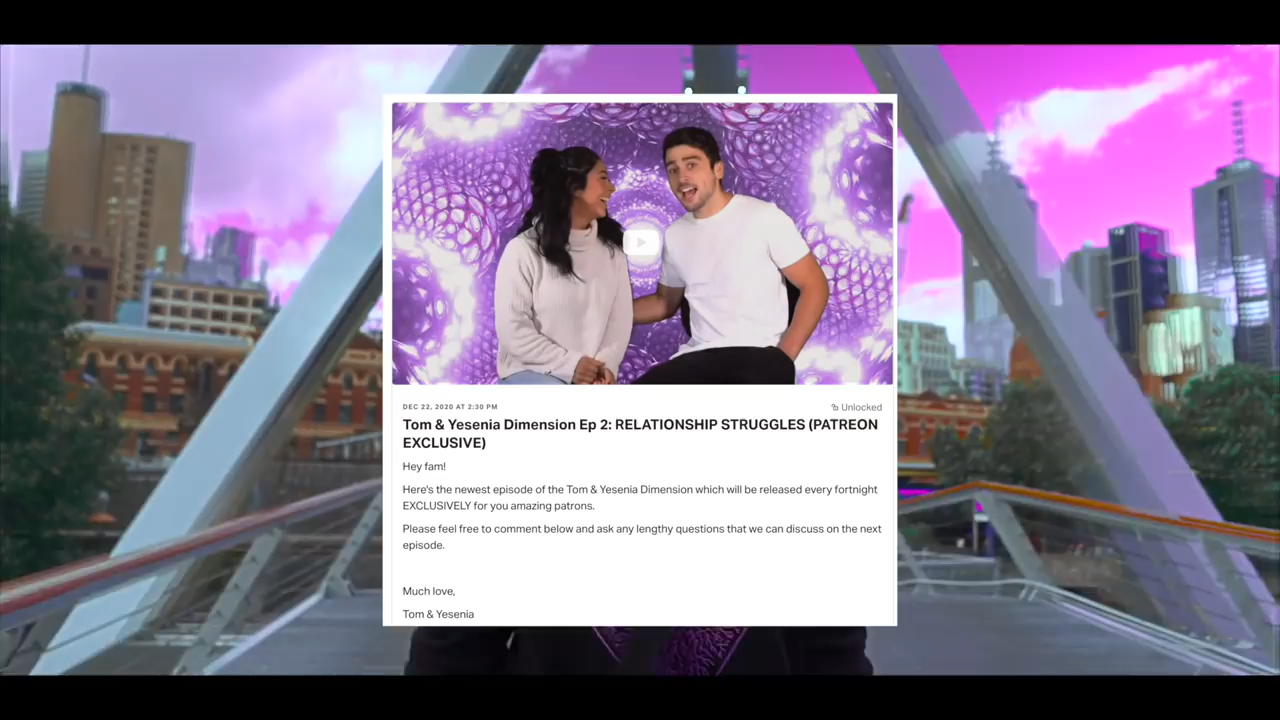 DEC 22, 2020 AT 2:30 PM
Unlocked
Tom & Yesenia Dimension Ep 2: RELATIONSHIP STRUGGLES (PATREON
EXCLUSIVE)
Hey fam!
Here's the newest episode of the Tom & Yesenia Dimension which will be released every fortnight
EXCLUSIVELY for you amazing patrons.
Please feel free to comment below and ask any lengthy questions that we can discuss on the next
episode.
Much love,
Tom & Yesenia